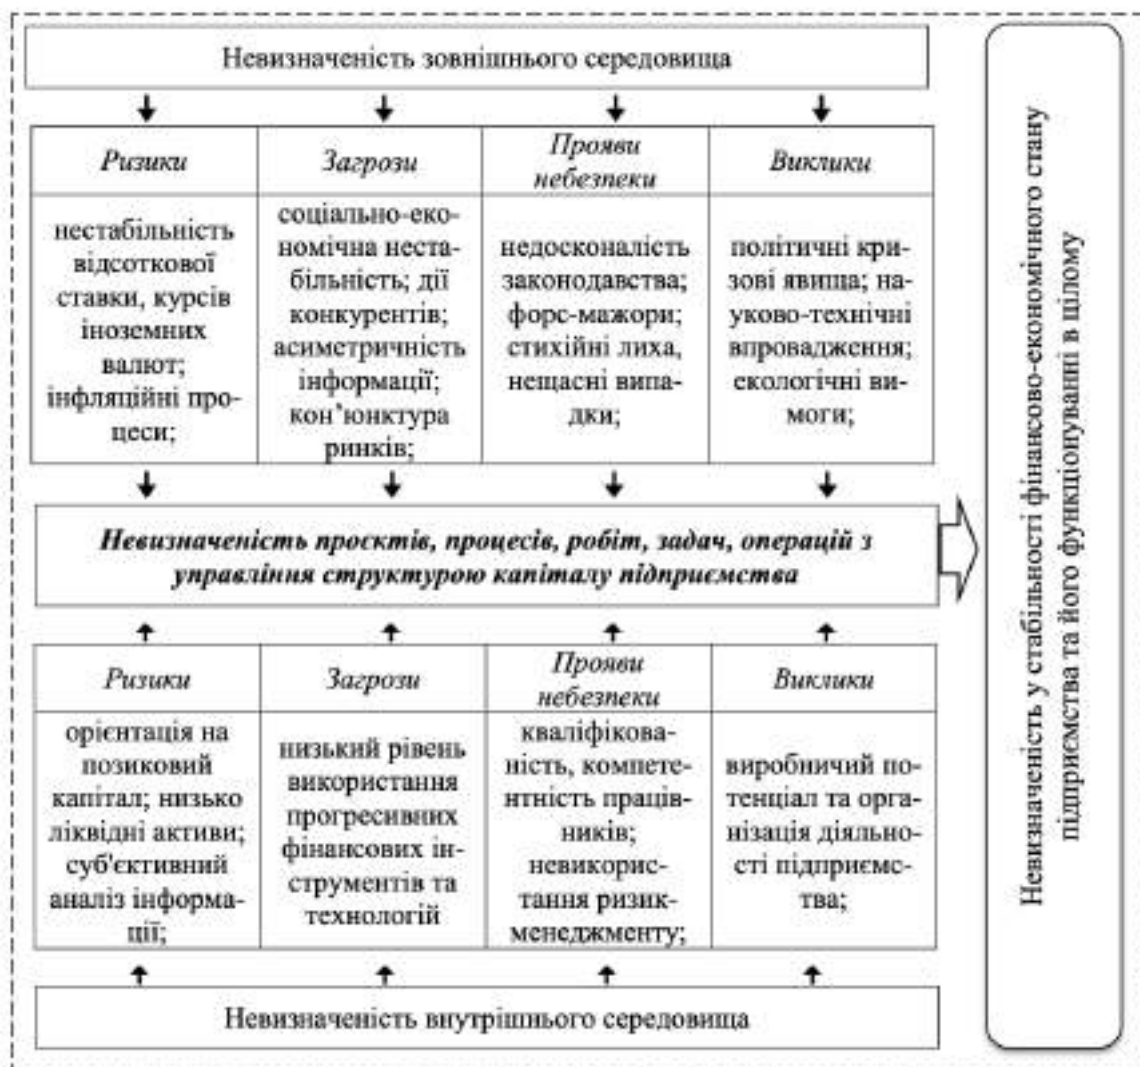 Невизначеність зовнішнього середовища
Ризики
Загрози
Прояви
небезпеки
Виклики
нестабільність
відсоткової
ставки, курсів
іноземних
валют;
інфляційні про-
цеси;
соціально-еко-
номічна неста-
більність; дії
конкурентів;
асиметричність
інформації;
кон’юнктура
ринків;
недосконалість
законодавства;
форс-мажори;
стихійні лиха,
нещасні випа-
дки;
політичні кри-
зові явища; на-
уково-технічні
впровадження;
екологічні ви-
моги;
Невизначеність проєктів, процесів, робіт, задач, операцій з
управління структурою капіталу підприємства
Ризики
Загрози
Прояви
небезпеки
Виклики
орієнтація на
позиковий
капітал; низько
ліквідні активи;
суб'єктивний
аналіз інформа-
ції;
низький рівень
використання
прогресивних
фінансових ін-
струментів та
технологій
кваліфікова-
ність, компете-
нтність праців-
ників;
невикорис-
тання ризик-
менеджменту;
виробничий по-
тенціал та орга-
нізація діяльно-
сті підприємс-
тва;
Невизначеність внутрішнього середовища
Невизначеність у стабільності фінансово-економічного стану
підприємства та його функціонуванні в цілому